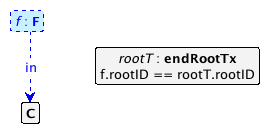 f : F
in
C
rootT : endRootTx
f.rootID == rootT.rootID